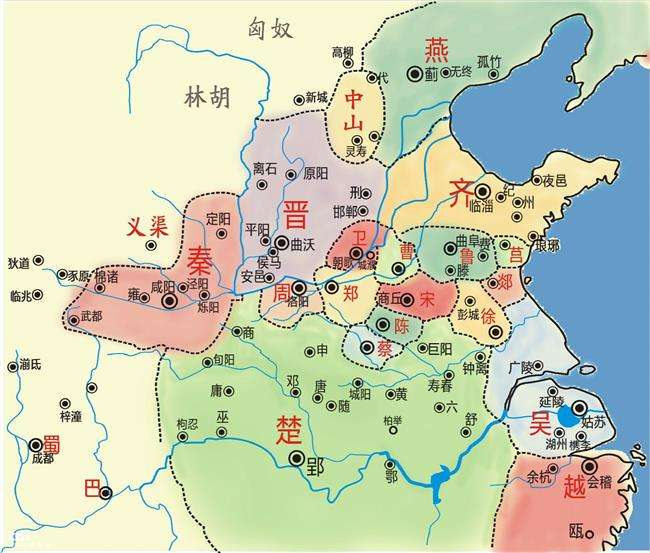 匈奴
林胡
高柳
代
新城
中山
灵寿
燕
蓟
无终
孤竹
离石
原阳
晋
邢
邯郸
平阳
曲沃
侯马
安邑
齐
临淄
纪
州
夜邑
琅琊
卫
朝歌
城濮
曹
曲阜
费
鲁
滕
莒
郯
义渠
定阳
秦
狄道
临兆
涿原
棉诸
雍
咸阳
泾阳
烁阳
武都
周
洛阳
郑
商丘
宋
彭城
徐
陈
蔡
巨阳
钟离
广陵
商
旬阳
申
庸
邓
唐
随
城阳
黄
寿春
六
柏举
舒
枸忍
巫
楚
郢
鄂
湔氐
梓潼
蜀
成都
巴
吴
延陵
姑苏
湖州
槜李
余杭
越
会稽
瓯